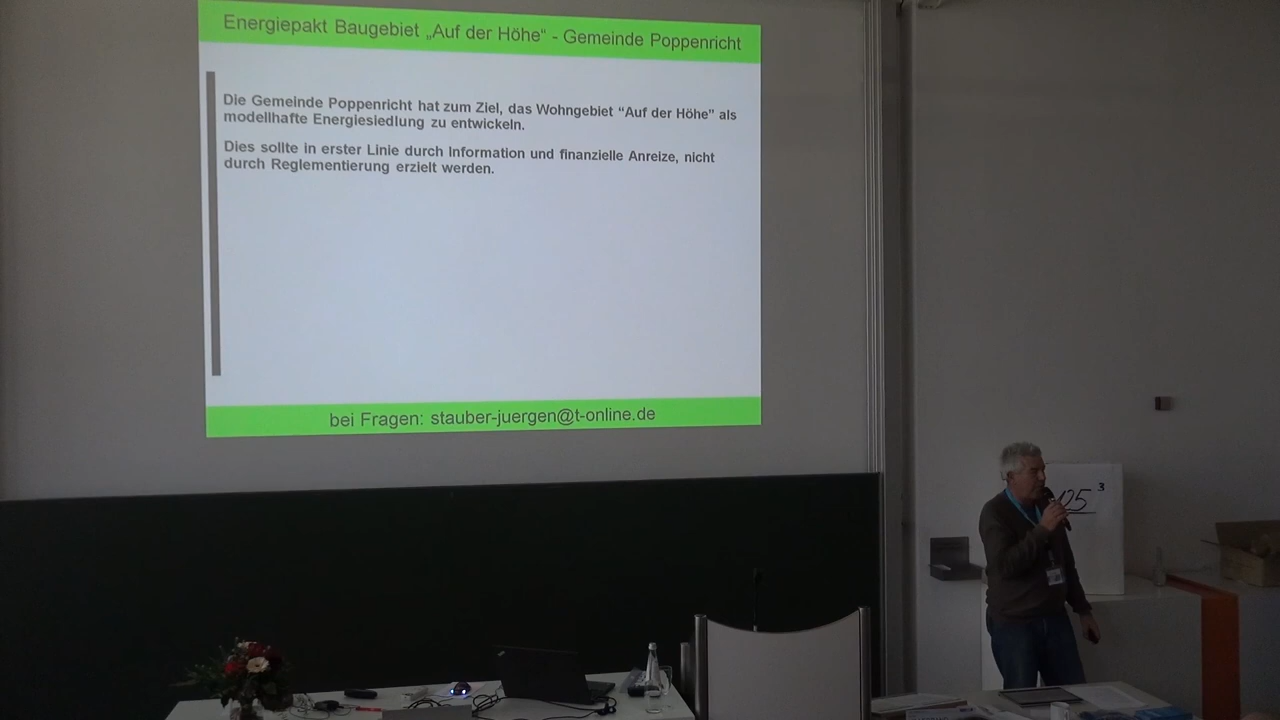 Energiepakt Baugebiet „Auf der Höhe“ - Gemeinde Poppenricht
Die Gemeinde Poppenricht hat zum Ziel, das Wohngebiet “Auf der Höhe” als
modellhafte Energiesiedlung zu entwickeln.
Dies sollte in erster Linie durch Information und finanzielle Anreize, nicht
durch Reglementierung erzielt werden.
bei Fragen: stauber-juergen@t-online.de